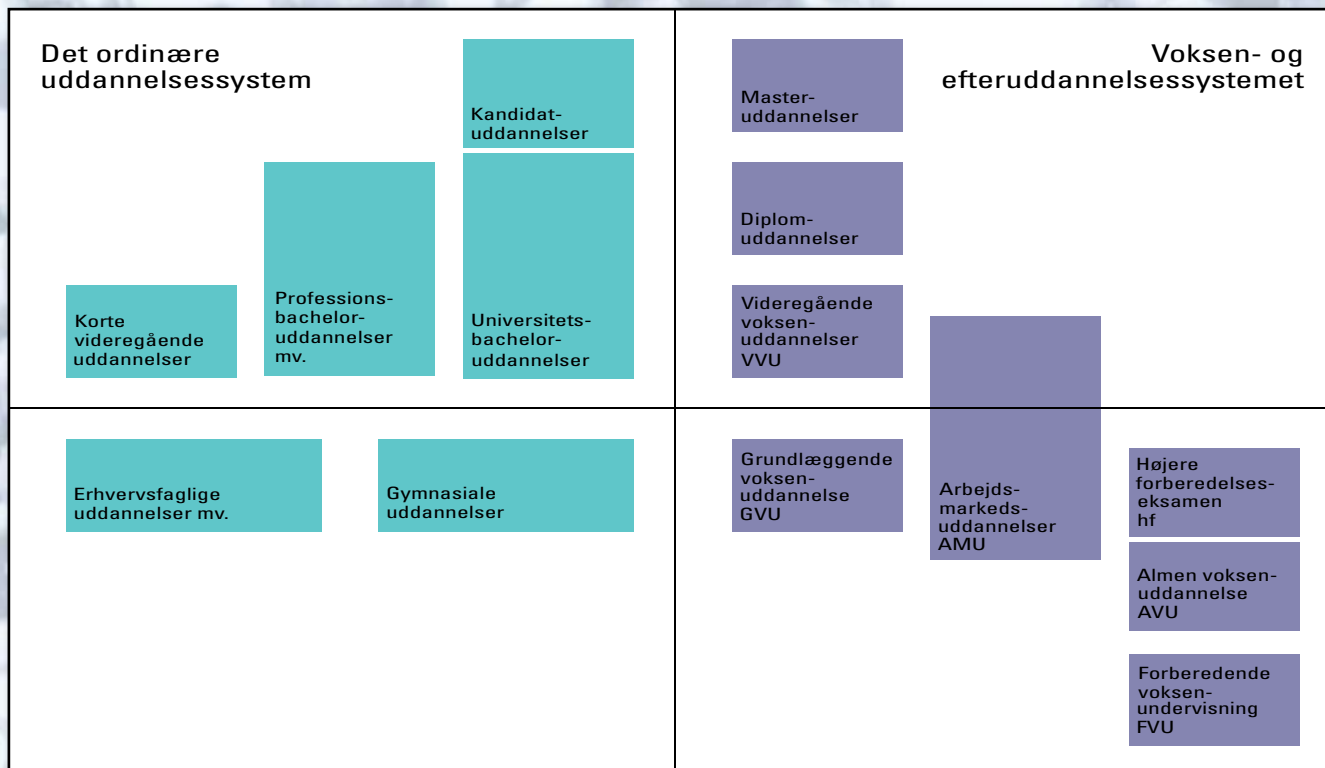 Det ordinære
uddannelsessystem
Kandidat-
uddannelser
Professions-
bachelor-
uddannelser
mv.
Korte
videregående
uddannelser
Universitets-
bachelor-
uddannelser
Erhvervsfaglige
uddannelser mv.
Gymnasiale
uddannelser
Voksen- og
efteruddannelsessystemet
Master-
uddannelser
Diplom-
uddannelser
Videregående
voksen-
uddannelser
VVU
Grundlæggende
voksen-
uddannelse
GVU
Arbejds-
markeds-
uddannelser
AMU
Højere
forberedelses-
eksamen
hf
Almen voksen-
uddannelse
AVU
Forberedende
voksen-
undervisning
FVU